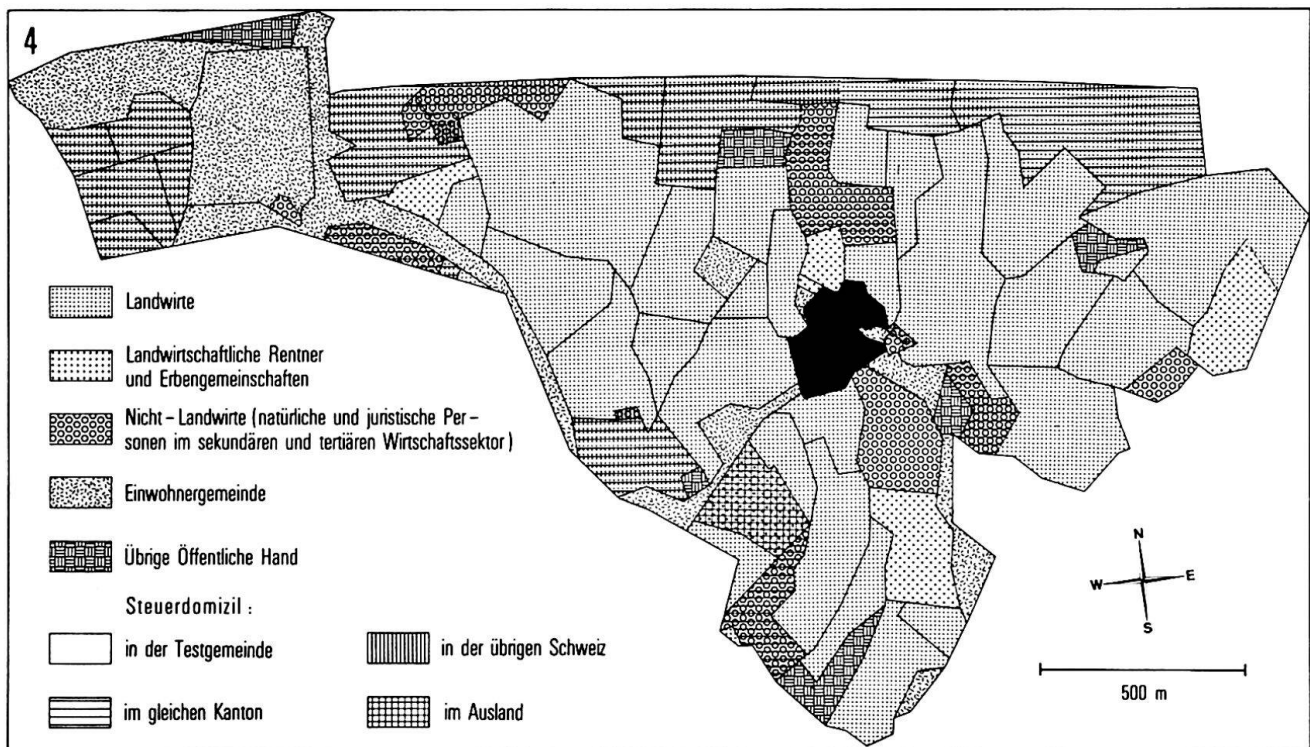 4
Landwirte
Landwirtschaftliche Rentner
und Erbengemeinschaften
Nicht-Landwirte (natürliche und juristische Per-
sonen im sekundären und tertiären Wirtschaftssektor)
Einwohnergemeinde
Übrige Öffentliche Hand
Steuerdomizil :
in der Testgemeinde
in der übrigen Schweiz
im gleichen Kanton
im Ausland
N
W E
S
500 m